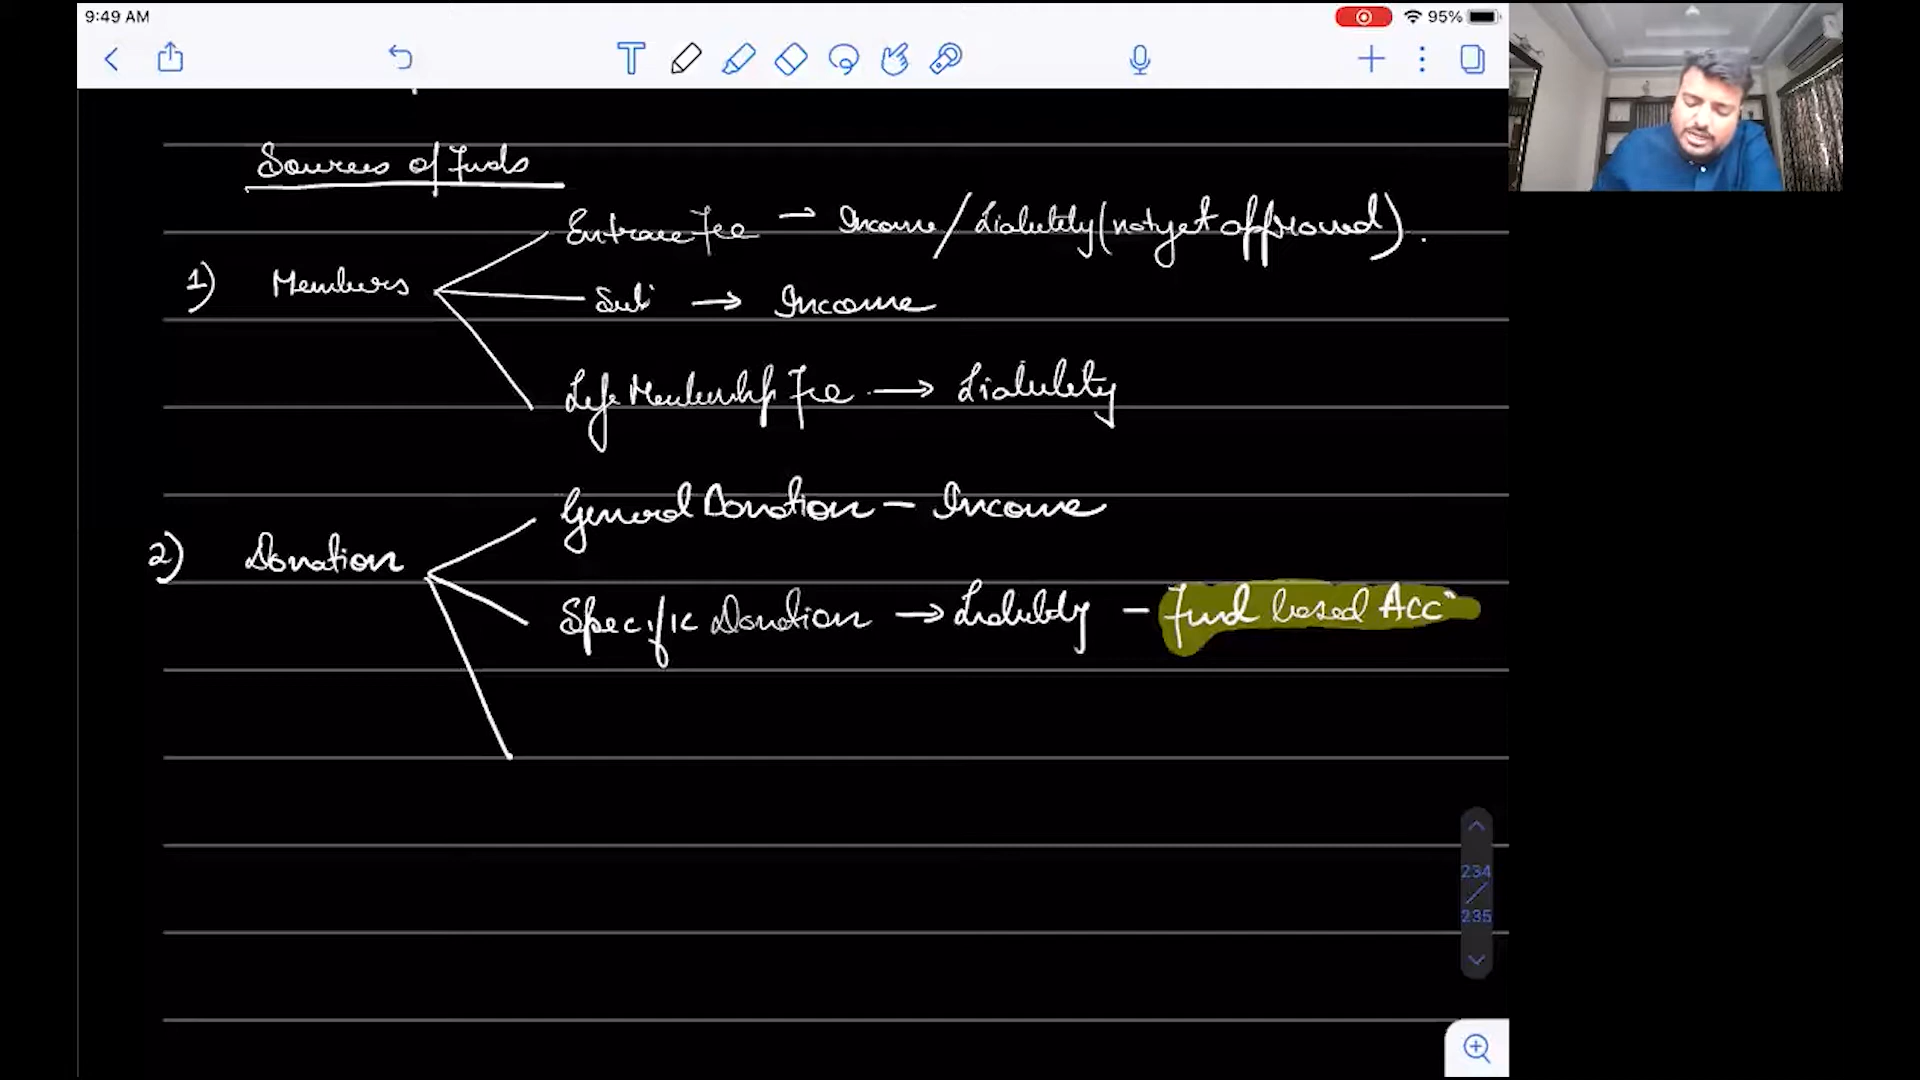 9:49 AM
95%
Sources of Funds
Entrance Fee → Income/Liability (not yet approved).
1) Members
Sub → Income
Life Membership Fee → Liability
General Donation - Income
2) Donation
Specific Donation → Liability - Fund based Acc
234
235